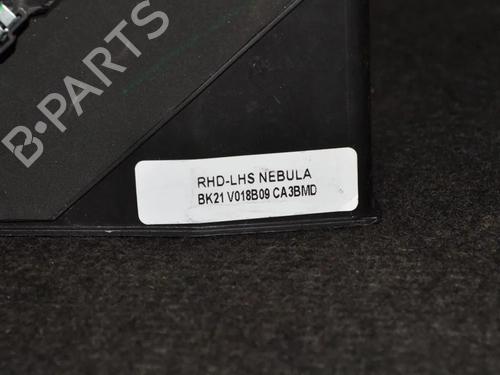 B-PARTS
RHD-LHS NEBULA
BK21 V018B09 CA3BMD